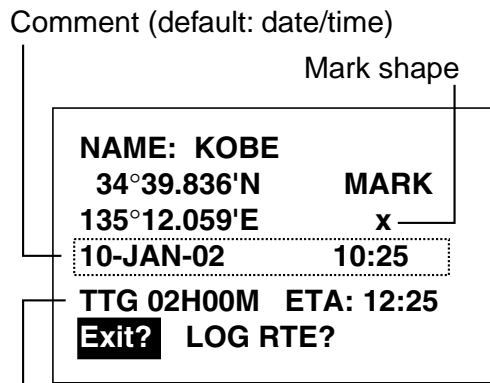 Comment (default: date/time)
Mark shape
NAME: KOBE
34°39.836'N MARK
135°12.059'E x
10-JAN-02 10:25
TTG 02H00M ETA: 12:25
Exit? LOG RTE?